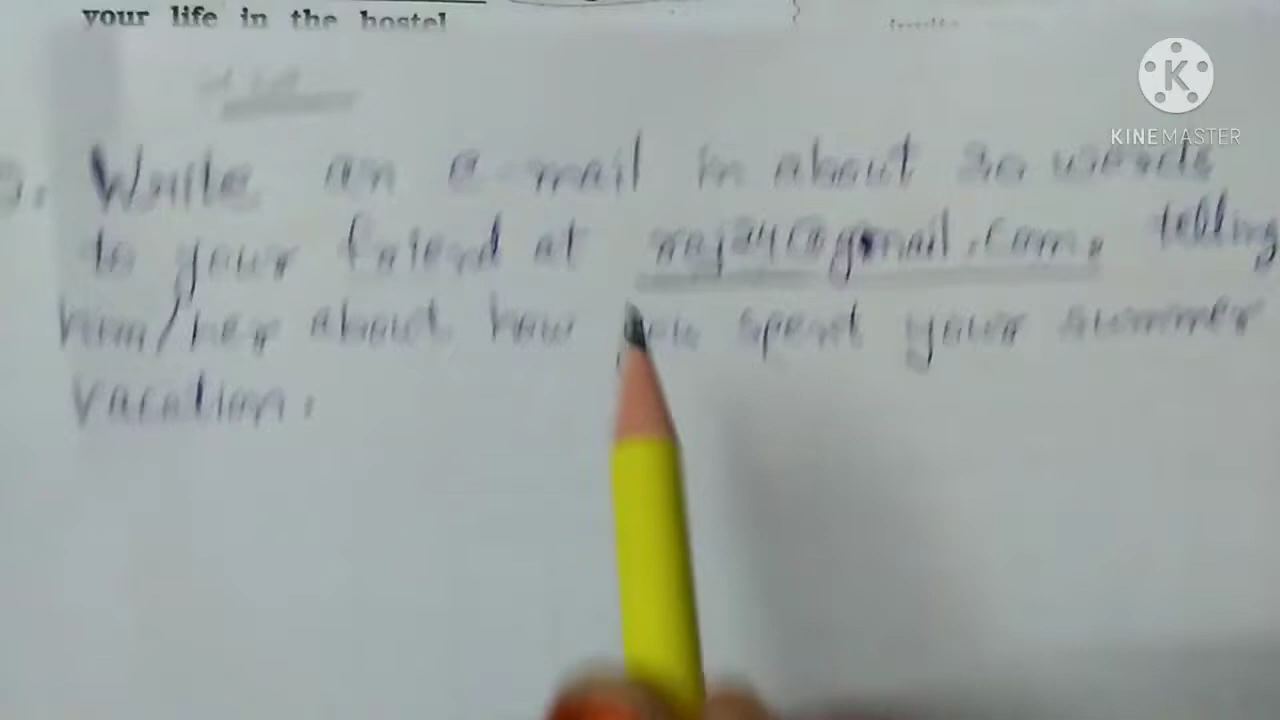 your life in the hostel
KINEMASTER
Write an e-mail in about words
to your friend at telling
him/her about how you spent your summer
vacation.